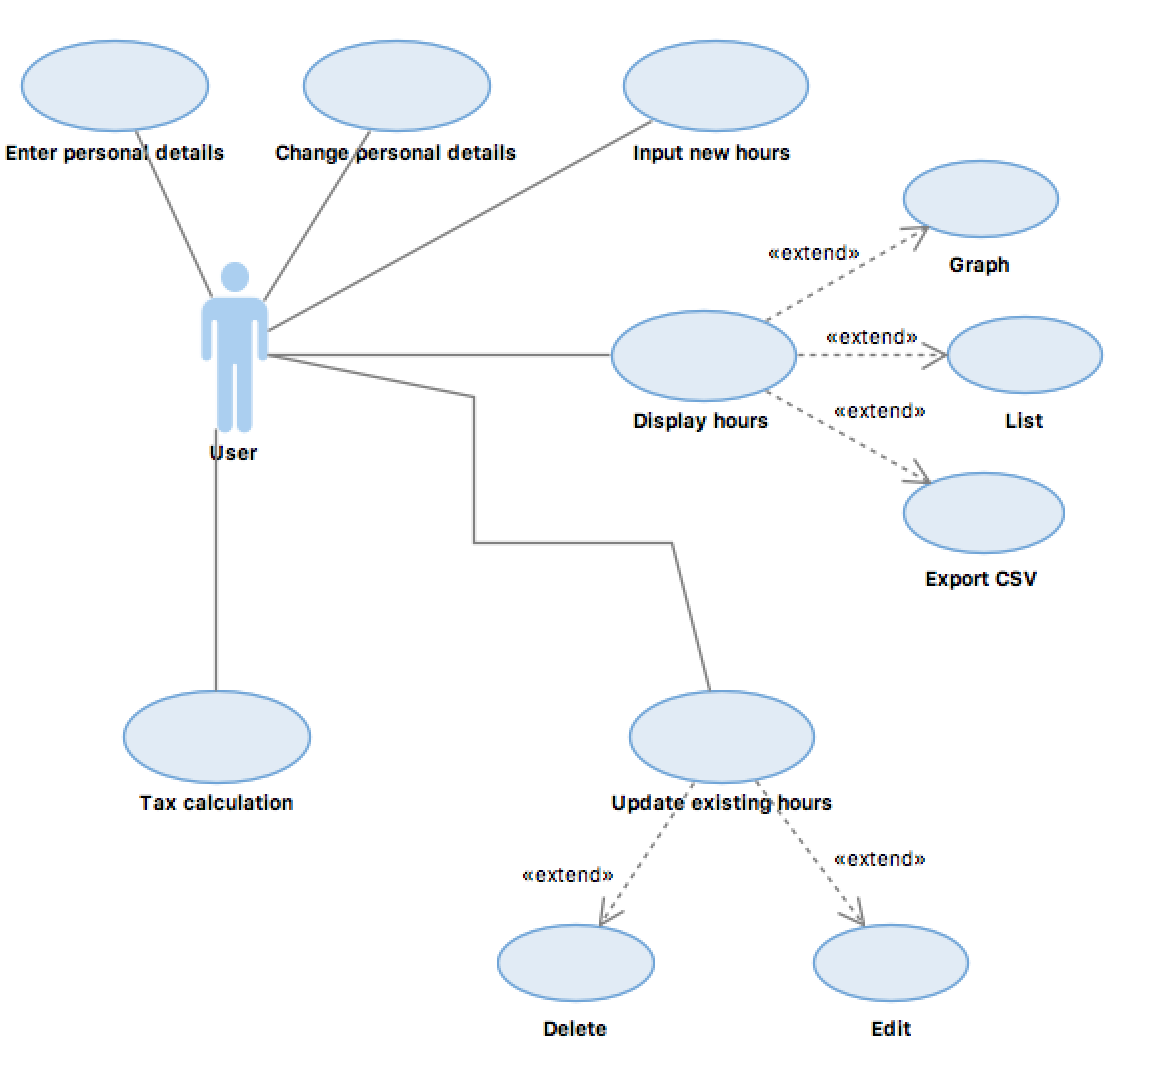 Enter personal details
Change personal details
Input new hours
«extend»
Graph
«extend»
«extend»
Display hours
List
User
Export CSV
Tax calculation
Update existing hours
«extend»
«extend»
Delete
Edit